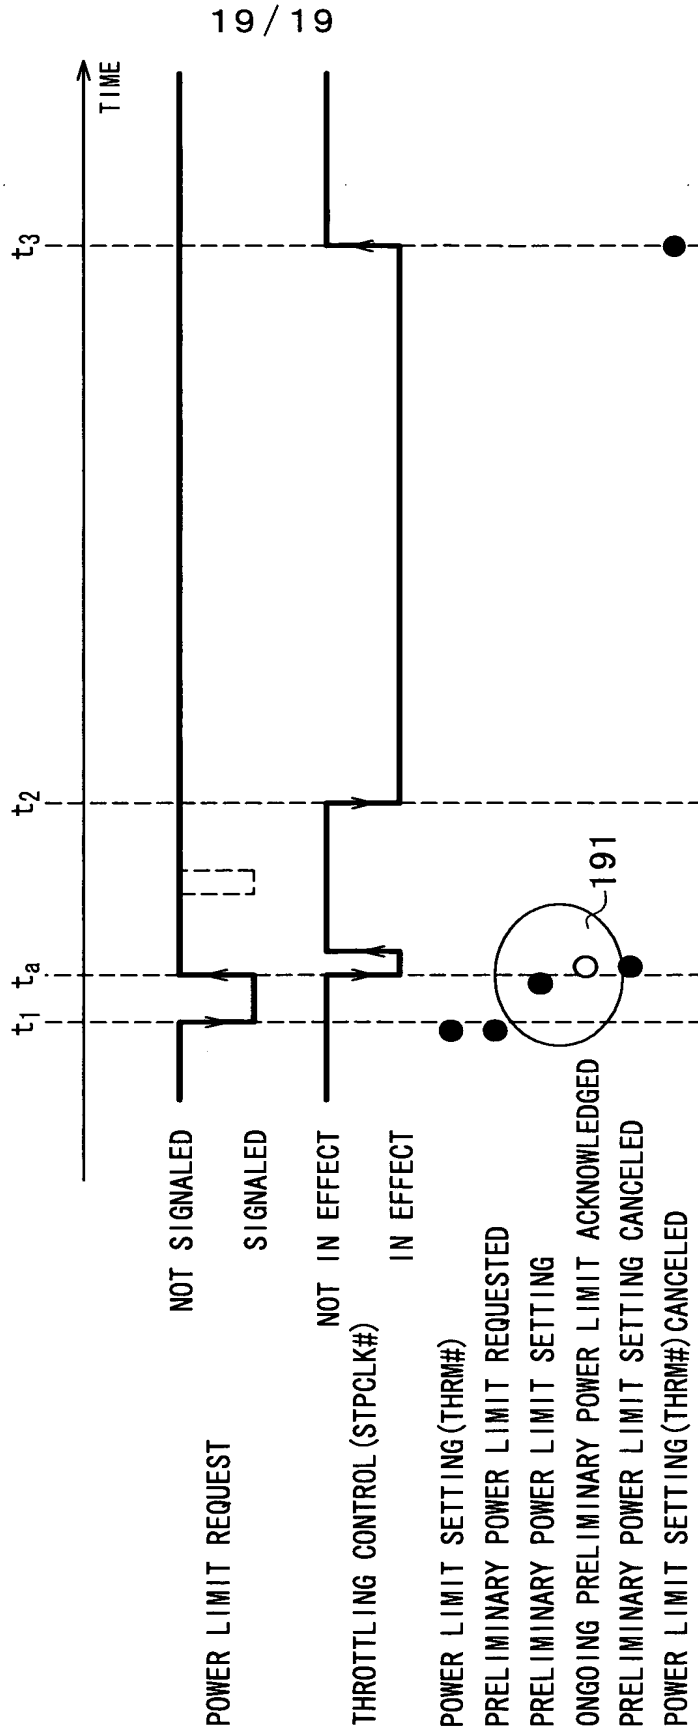 19/19
TIME
t1
ta
t2
t3
POWER LIMIT REQUEST
NOT SIGNALED
SIGNALED
THROTTLING CONTROL(STPCLK#)
NOT IN EFFECT
IN EFFECT
POWER LIMIT SETTING(THRM#)
PRELIMINARY POWER LIMIT REQUESTED
PRELIMINARY POWER LIMIT SETTING
ONGOING PRELIMINARY POWER LIMIT ACKNOWLEDGED
PRELIMINARY POWER LIMIT SETTING CANCELED
POWER LIMIT SETTING(THRM#)CANCELED
191